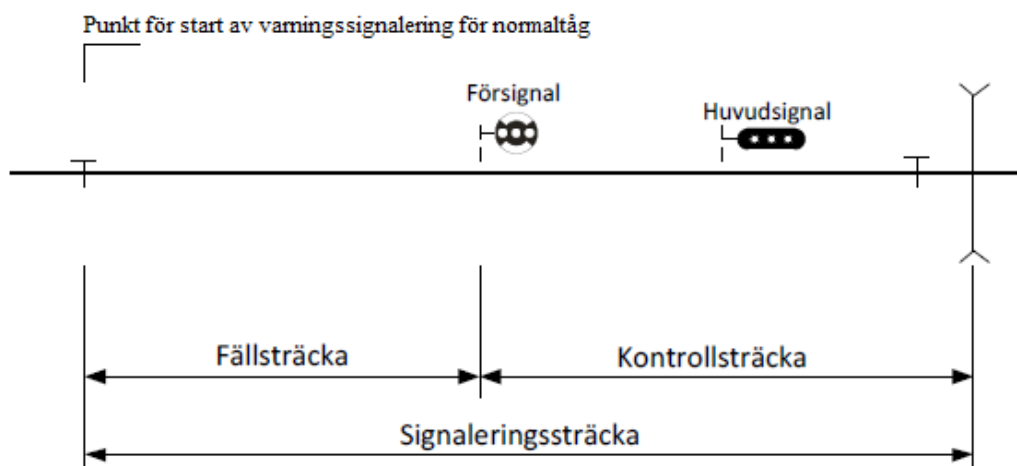 Punkt för start av varningssignalering för normaltåg
Försignal
Huvudsignal
Fällsträcka
Kontrollsträcka
Signaleringssträcka